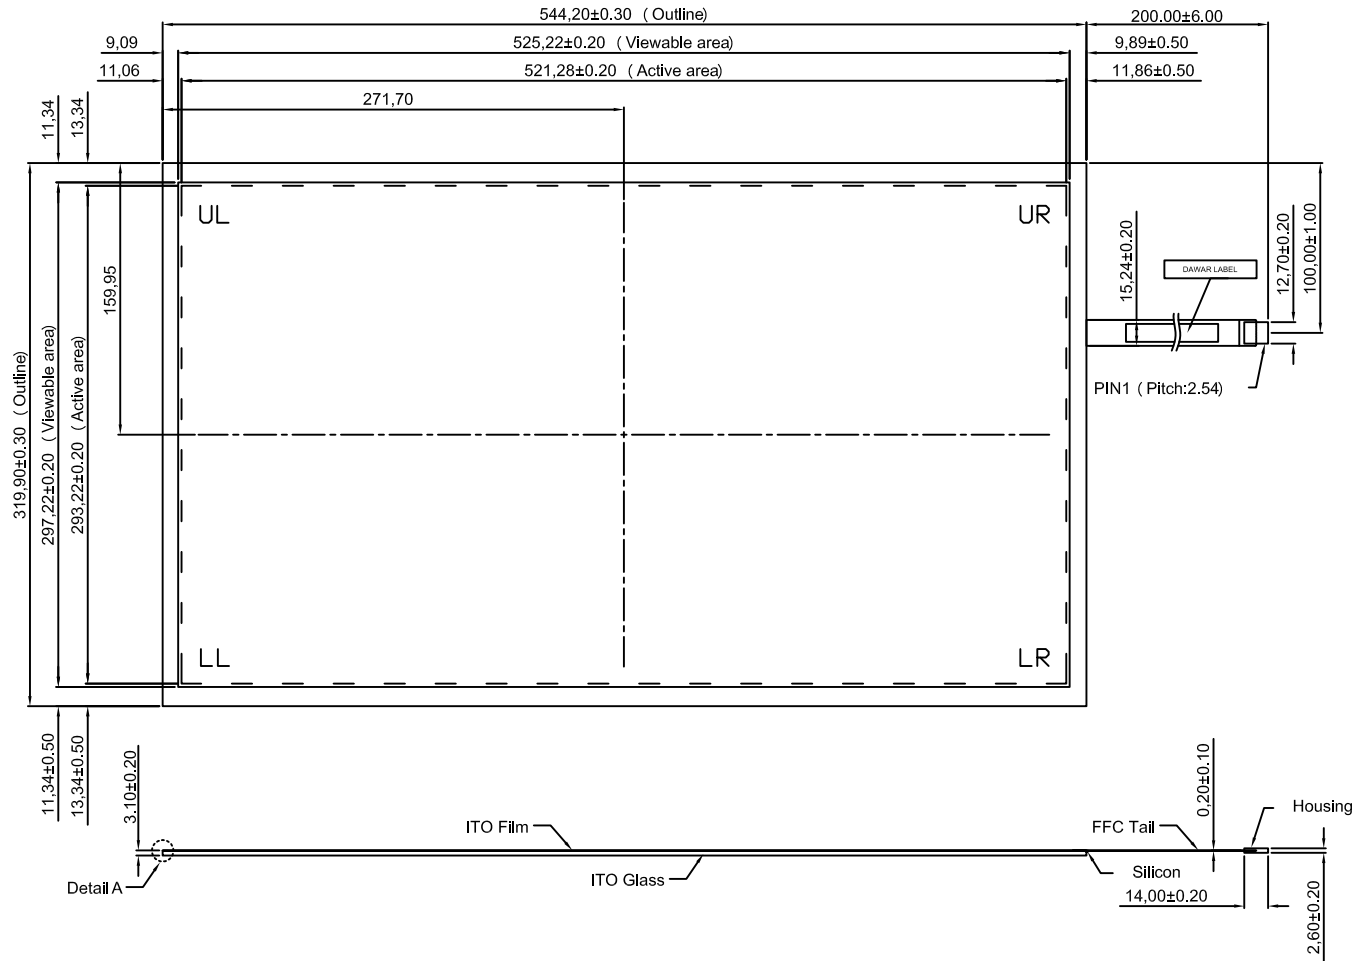 544,20±0.30 ( Outline)
200.00±6.00
9,09
525,22±0.20 ( Viewable area)
9,89±0.50
11,06
521,28±0.20 ( Active area)
11,86±0.50
271,70
11,34
13,34
UL
UR
159,95
15,24±0.20
DAWAR LABEL
12,70±0.20
100,00±1.00
PIN1 ( Pitch:2.54)
319,90±0.30 ( Outline)
297,22±0.20 ( Viewable area)
293,22±0.20 ( Active area)
LL
LR
11,34±0.50
13,34±0.50
3.10±0.20
0,20±0.10
Housing
ITO Film
FFC Tail
Detail A
ITO Glass
Silicon
14,00±0.20
2,60±0.20